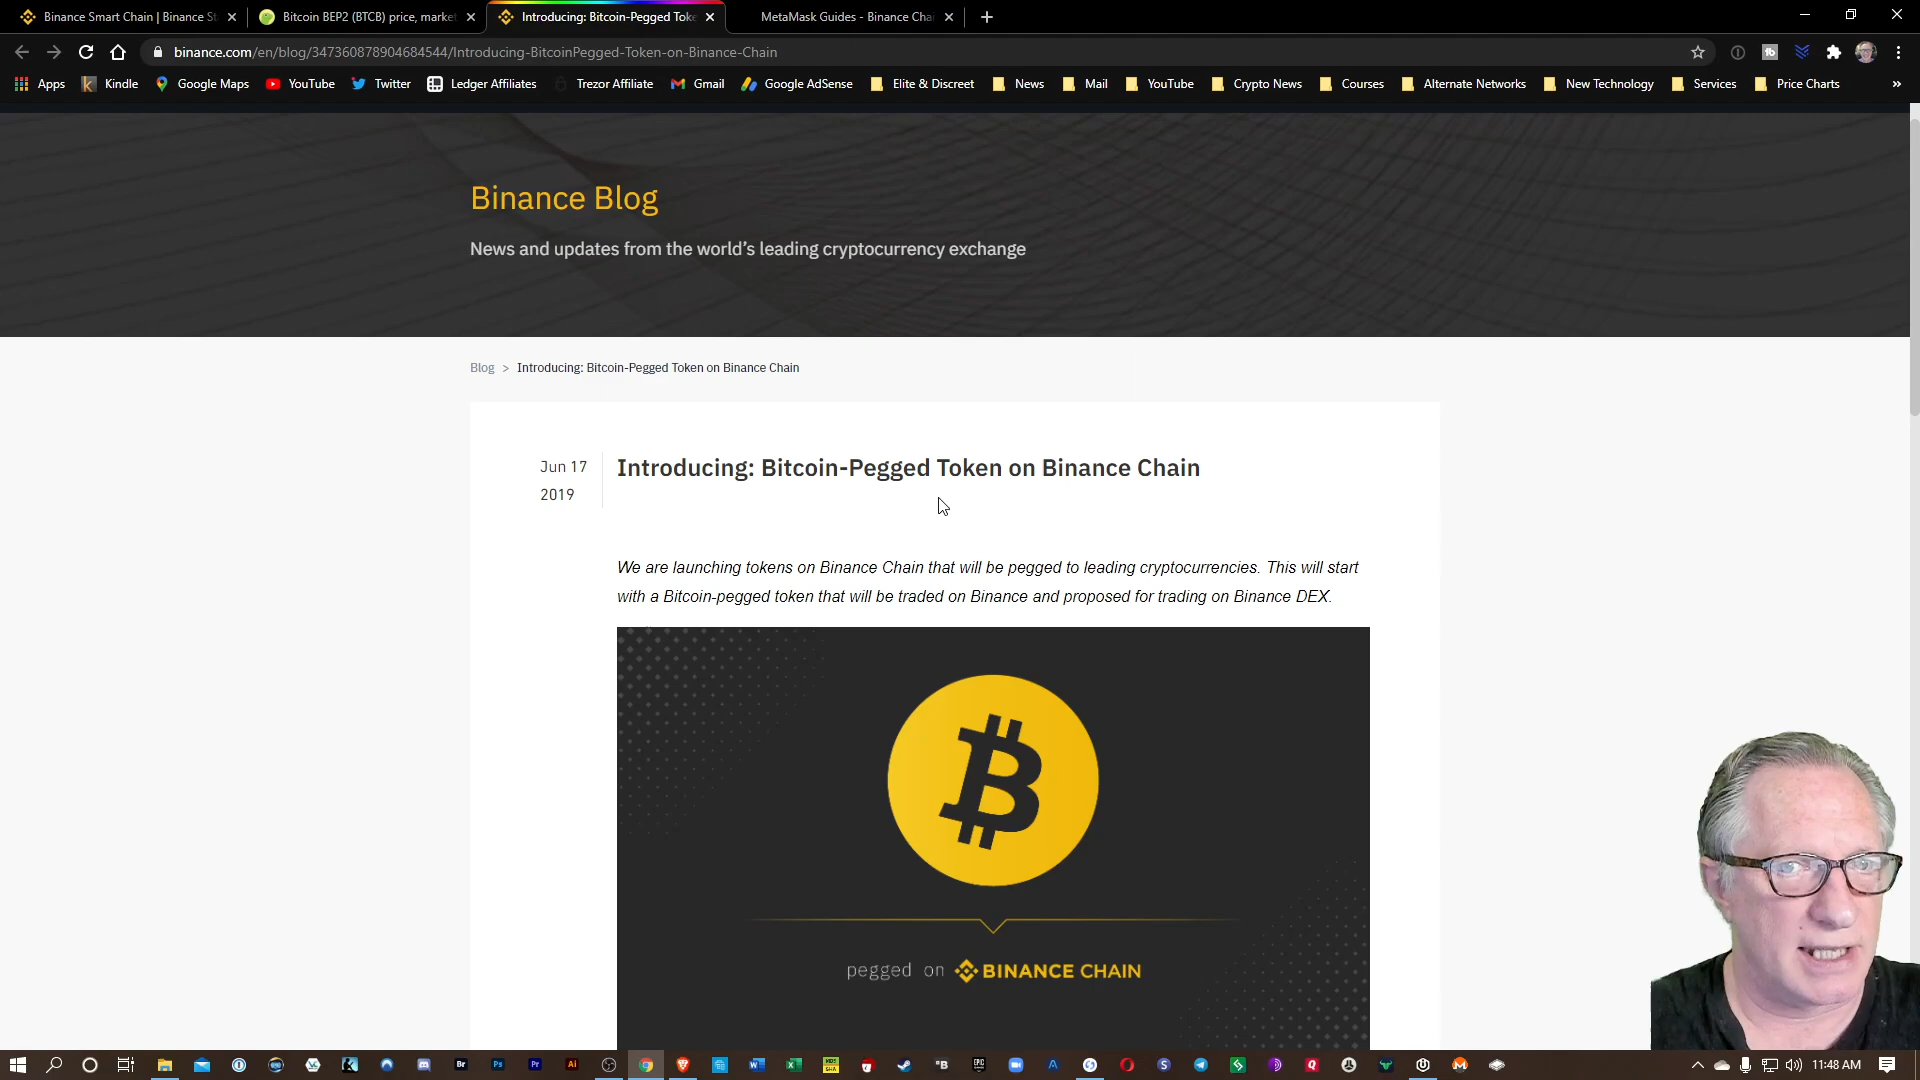 Binance Smart Chain | Binance St
Bitcoin BEP2 (BTCB) price, market
Introducing: Bitcoin-Pegged Toke
MetaMask Guides - Binance Chai
binance.com/en/blog/347360878904684544/Introducing-BitcoinPegged-Token-on-Binance-Chain
Apps Kindle Google Maps YouTube Twitter Ledger Affiliates Trezor Affiliate Gmail Google AdSense Elite & Discreet News Mail YouTube Crypto News Courses Alternate Networks New Technology Services Price Charts »
Binance Blog
News and updates from the world's leading cryptocurrency exchange
Blog > Introducing: Bitcoin-Pegged Token on Binance Chain
Jun 17
2019
Introducing: Bitcoin-Pegged Token on Binance Chain
We are launching tokens on Binance Chain that will be pegged to leading cryptocurrencies. This will start
with a Bitcoin-pegged token that will be traded on Binance and proposed for trading on Binance DEX.
pegged on BINANCE CHAIN
11:48 AM